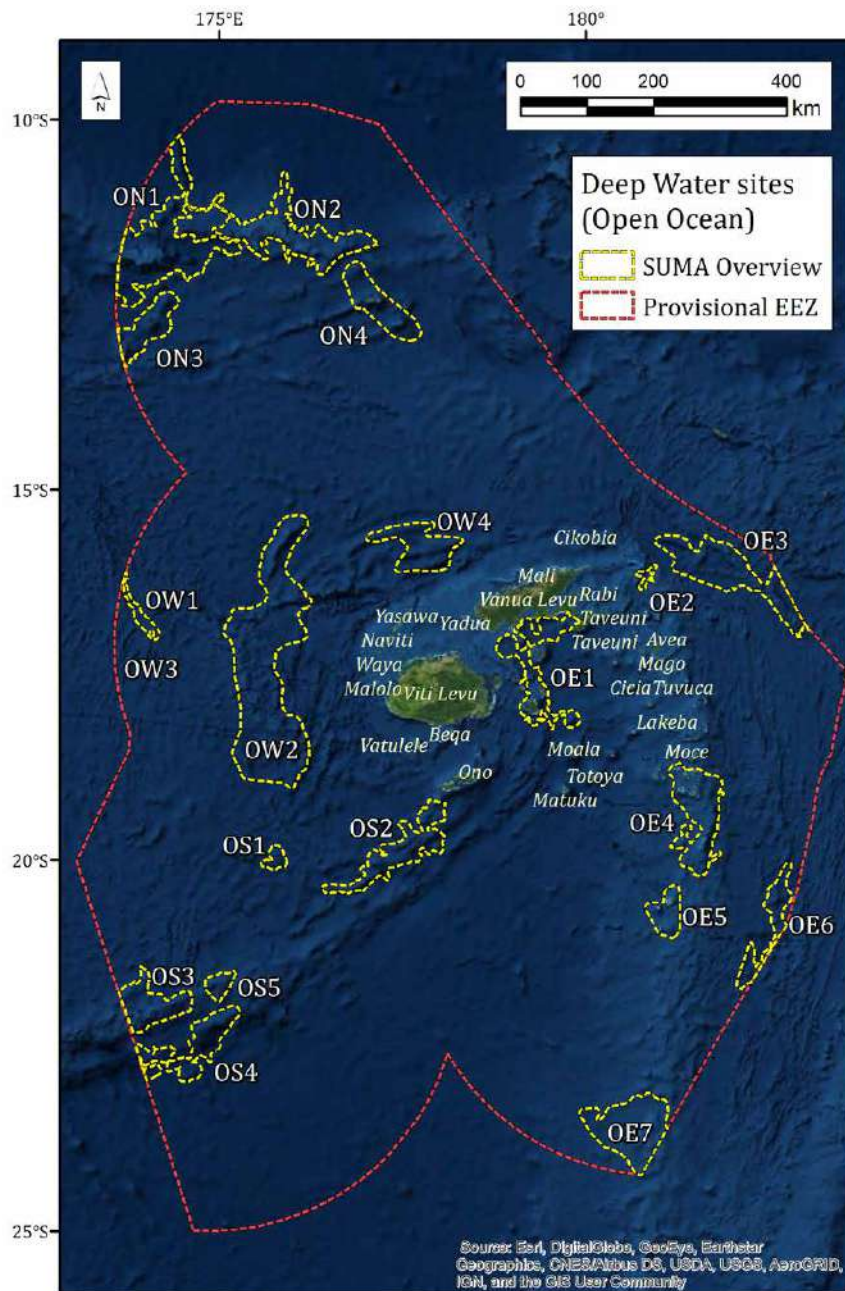 175°E 180°
10°S
15°S
20°S
25°S
N
0 100 200 400
km
Deep Water sites
(Open Ocean)
SUMA Overview
Provisional EEZ
ON1
ON2
ON3
ON4
OW4
Cikobia
OE3
OW1
Mali
Vanua Levu
Rabi
OE2
Yasawa
Yadua
Taveuni
OW3
Naviti
Taveuni
Avea
Waya
OE1
Mago
Malolo
Viti Levu
Cicia
Tuvuca
OW2
Vatulele
Beqa
Lakeba
Moala
Moce
Ono
Totoya
Matuku
OS1
OS2
OE4
OE5
OE6
OS3
OS5
OS4
OE7
Source: Esri, DigitalGlobe, GeoEye, Earthstar
Geographics, CNES/Airbus DS, USDA, USGS, AeroGRID,
IGN, and the GIS User Community